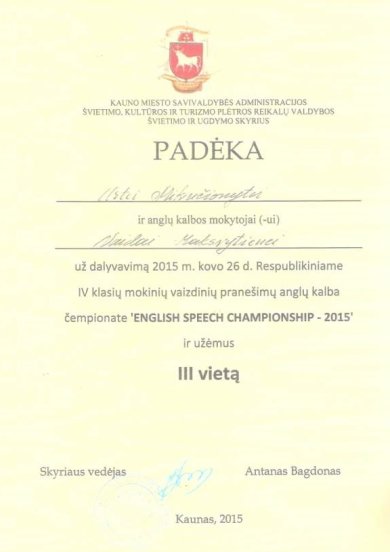 KAUNO MIESTO SAVIVALDYBĖS ADMINISTRACIJOS
ŠVIETIMO, KULTŪROS IR TURIZMO PLĖTROS REIKALŲ VALDYBOS
ŠVIETIMO IR UGDYMO SKYRIUS
PADĖKA
ir anglų kalbos mokytojai (-ui)
už dalyvavimą 2015 m. kovo 26 d. Respublikiniame
IV klasių mokinių vaizdinių pranešimų anglų kalba
čempionate 'ENGLISH SPEECH CHAMPIONSHIP - 2015'
ir užėmus
III vietą
Skyriaus vedėjas Antanas Bagdonas
Kaunas, 2015